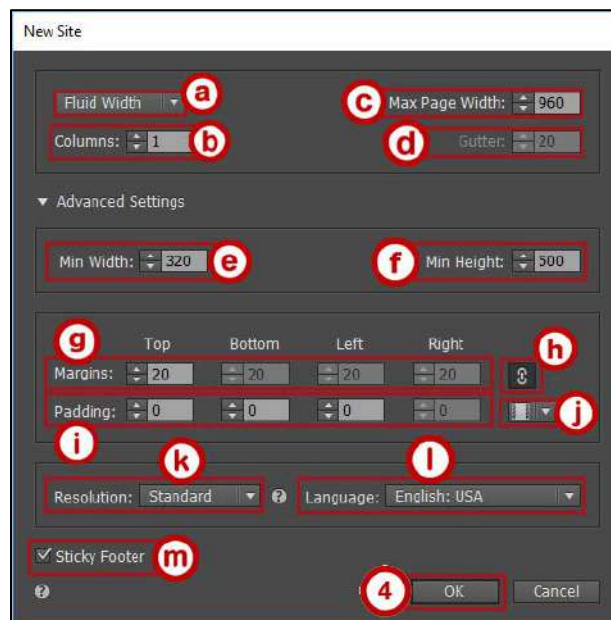 New Site
Fluid Width a c Max Page Width: 960
Columns: 1 b d Gutter: 20
Advanced Settings
Min Width: 320 e f Min Height: 500
g Top Bottom Left Right h
Margins: 20 20 20 20
Padding: 0 0 0 0 j
i k l
Resolution: Standard ? Language: English: USA
Sticky Footer m
? 4 OK Cancel